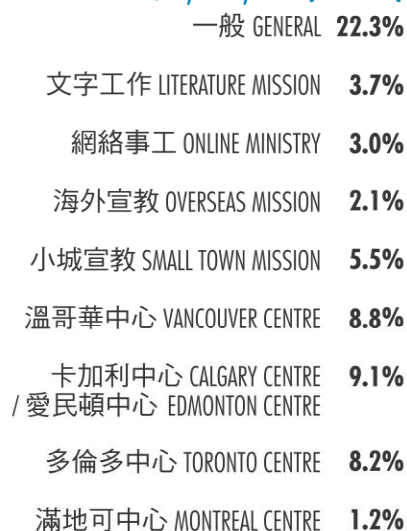 一般 GENERAL 22.3%
文字工作 LITERATURE MISSION 3.7%
網絡事工 ONLINE MINISTRY 3.0%
海外宣教 OVERSEAS MISSION 2.1%
小城宣教 SMALL TOWN MISSION 5.5%
溫哥華中心 VANCOUVER CENTRE 8.8%
卡加利中心 CALGARY CENTRE 9.1%
/ 愛民頓中心 EDMONTON CENTRE
多倫多中心 TORONTO CENTRE 8.2%
滿地可中心 MONTREAL CENTRE 1.2%